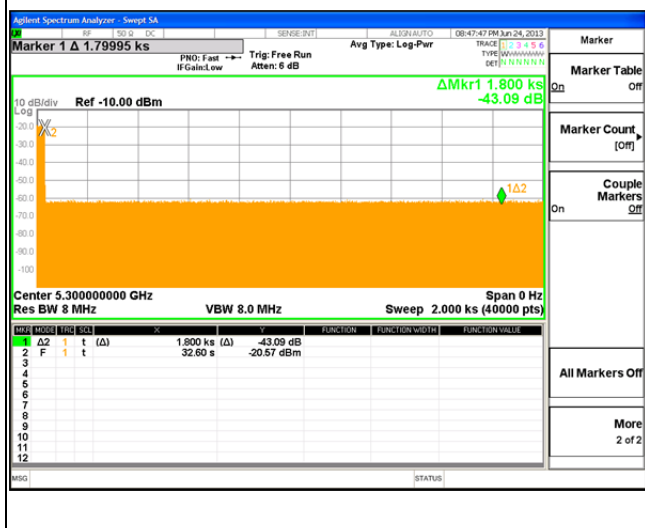 Agilent Spectrum Analyzer - Swept SA
RF 50 Ω DC SENSE:INT ALIGNAUTO 08:47:47 PM Jun 24, 2013
Marker 1 Δ 1.79995 ks
PNO: Fast
IFGain:Low
Trig: Free Run
Atten: 6 dB
Avg Type: Log-Pwr
TRACE 1 2 3 4 5 6
TYPE
DET N N N N N N
ΔMkr1 1.800 ks
-43.09 dB
10 dB/div Ref -10.00 dBm
Log
-20.0
-30.0
-40.0
-50.0
-60.0
-70.0
-80.0
-90.0
-100
X2
1Δ2
Center 5.300000000 GHz Span 0 Hz
Res BW 8 MHz VBW 8.0 MHz Sweep 2.000 ks (40000 pts)
MKR MODE TRC SCL X Y FUNCTION FUNCTION WIDTH FUNCTION VALUE
1 Δ2 1 t (Δ) 1.800 ks (Δ) -43.09 dB
2 F 1 t 32.60 s -20.57 dBm
3
4
5
6
7
8
9
10
11
12
MSG STATUS
Marker
Marker Table
On Off
Marker Count
[Off]
Couple
Markers
On Off
All Markers Off
More
2 of 2